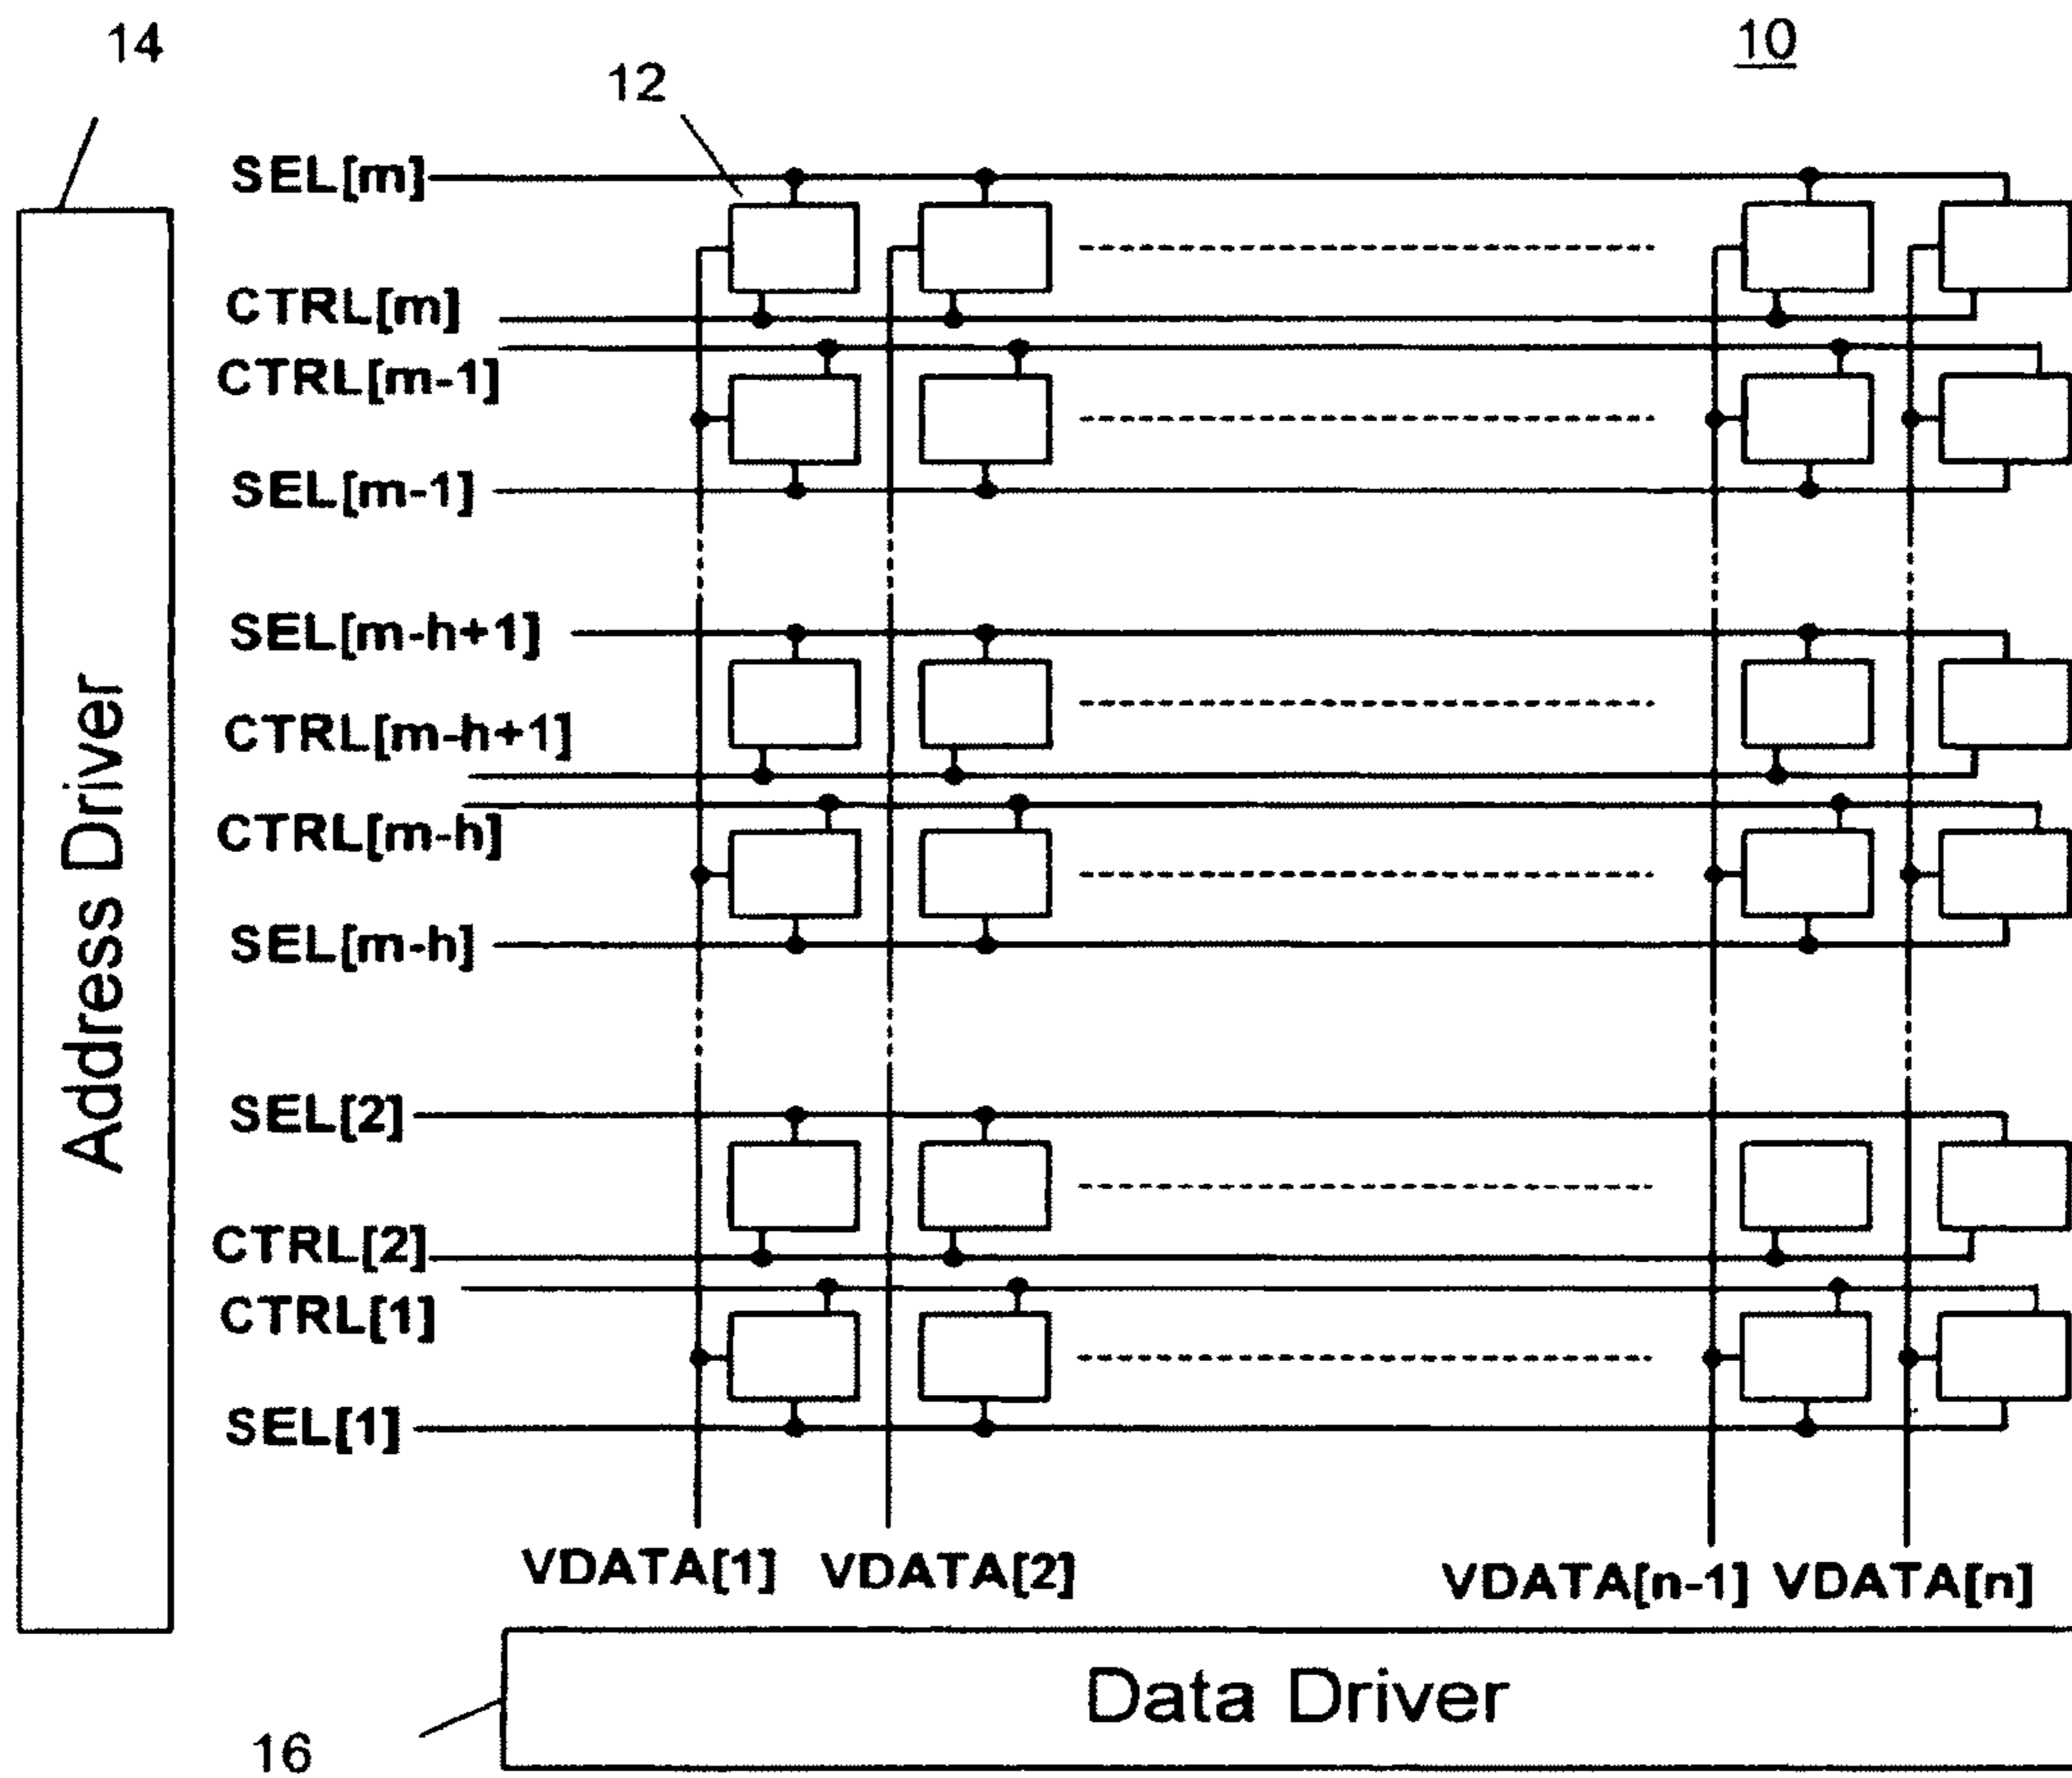 14
10
12
SEL[m]
CTRL[m]
CTRL[m-1]
SEL[m-1]
SEL[m-h+1]
CTRL[m-h+1]
CTRL[m-h]
SEL[m-h]
SEL[2]
CTRL[2]
CTRL[1]
SEL[1]
Address Driver
VDATA[1] VDATA[2] VDATA[n-1] VDATA[n]
Data Driver
16